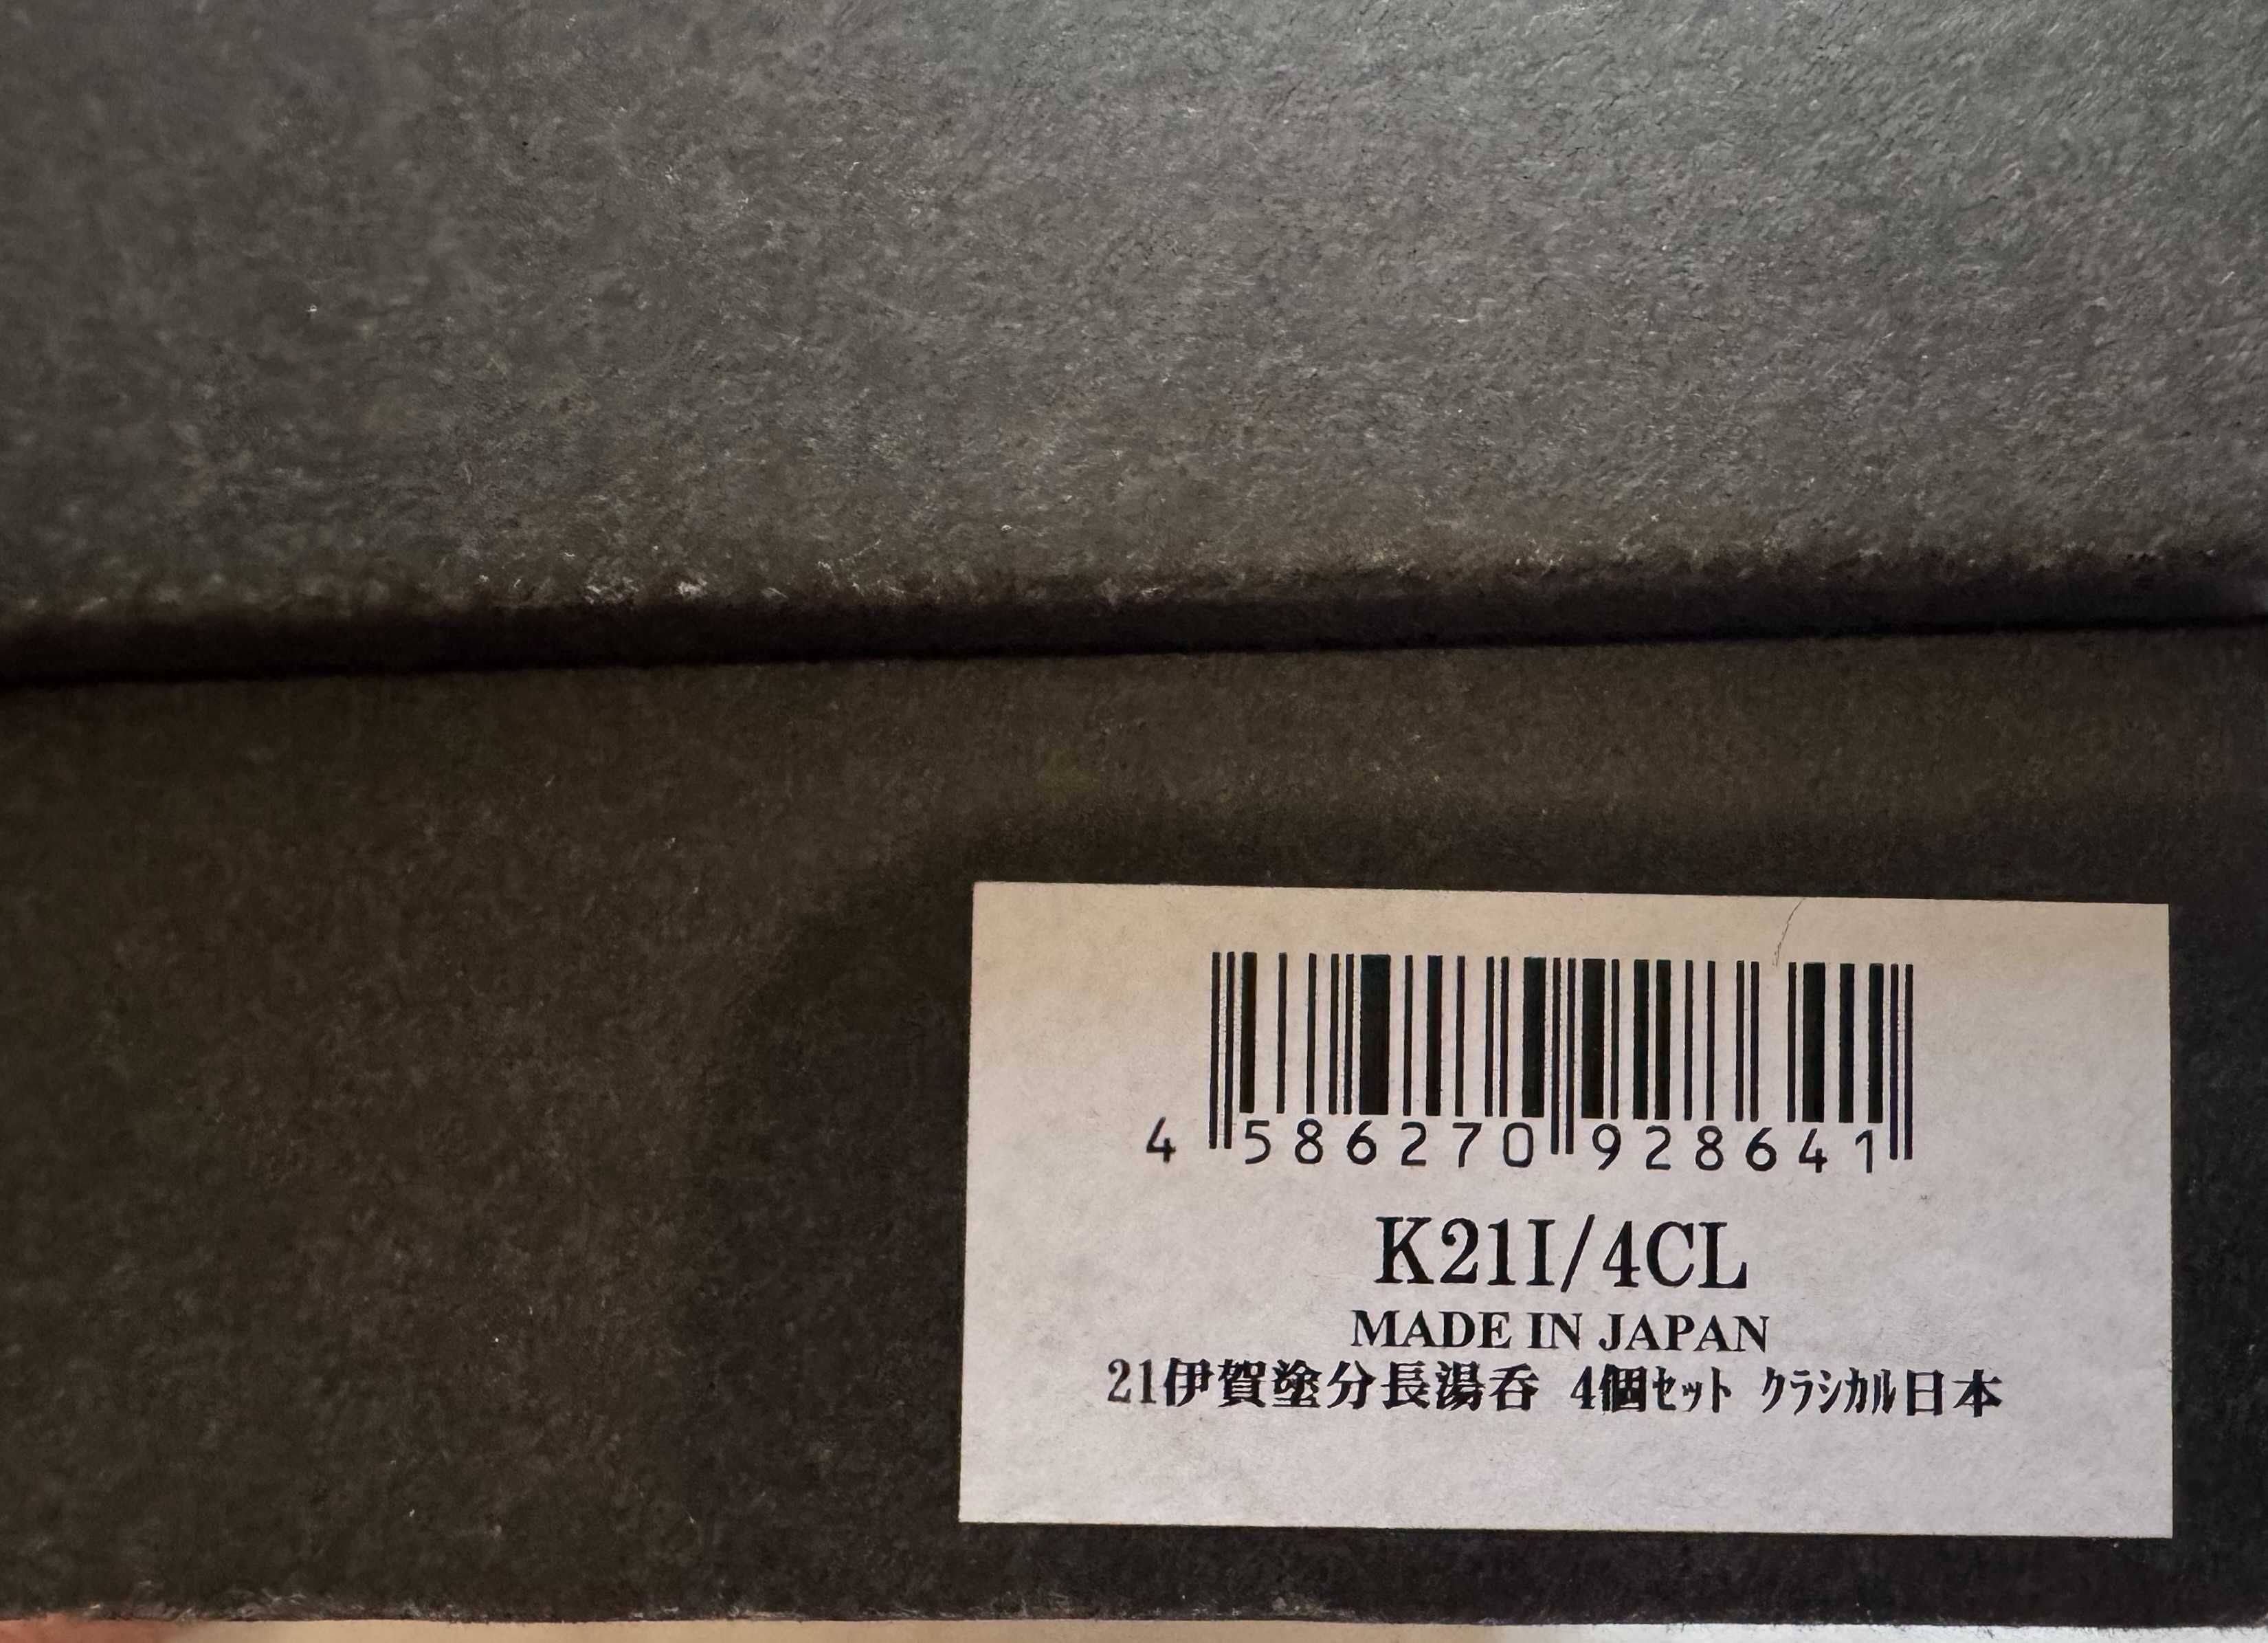 4 586270 928641
K21I/4CL
MADE IN JAPAN
21伊賀塗分長湯呑 4個ｾｯﾄ ｸﾗｼｶﾙ日本